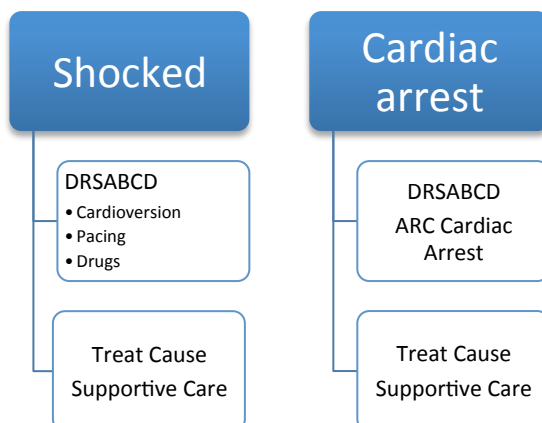 Shocked
DRSABCD
• Cardioversion
• Pacing
• Drugs
Treat Cause
Supportive Care
Cardiac
arrest
DRSABCD
ARC Cardiac
Arrest
Treat Cause
Supportive Care